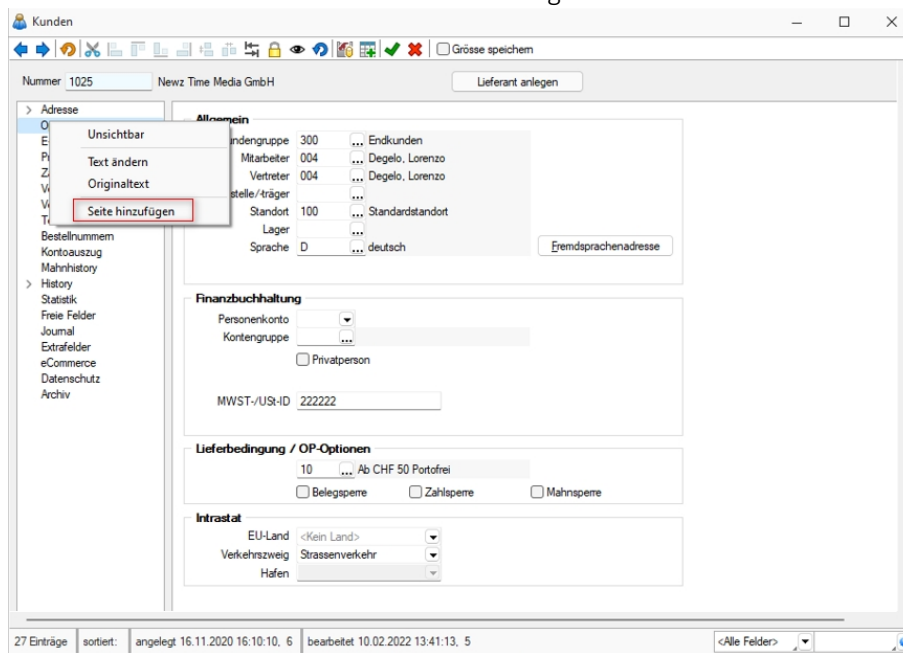 Kunden
Grösse speichern
Nummer 1025 Newz Time Media GmbH Lieferant anlegen
Adresse
Unsichtbar
Text ändern
Originaltext
Seite hinzufügen
Bestellnummern
Kontoauszug
Mahnhistory
History
Statistik
Freie Felder
Journal
Extrafelder
eCommerce
Datenschutz
Archiv
Allgemein
ndengruppe 300 ... Endkunden
Mitarbeiter 004 ... Degelo, Lorenzo
Vertreter 004 ... Degelo, Lorenzo
stelle/-träger ...
Standort 100 ... Standardstandort
Lager ...
Sprache D ... deutsch Fremdsprachenadresse
Finanzbuchhaltung
Personenkonto
Kontengruppe ...
Privatperson
MWST-/USt-ID 222222
Lieferbedingung / OP-Optionen
10 ... Ab CHF 50 Portofrei
Belegsperre Zahlsperre Mahnsperre
Intrastat
EU-Land <Kein Land>
Verkehrszweig Strassenverkehr
Hafen
27 Einträge sortiert: angelegt 16.11.2020 16:10:10, 6 bearbeitet 10.02.2022 13:41:13, 5 <Alle Felder>